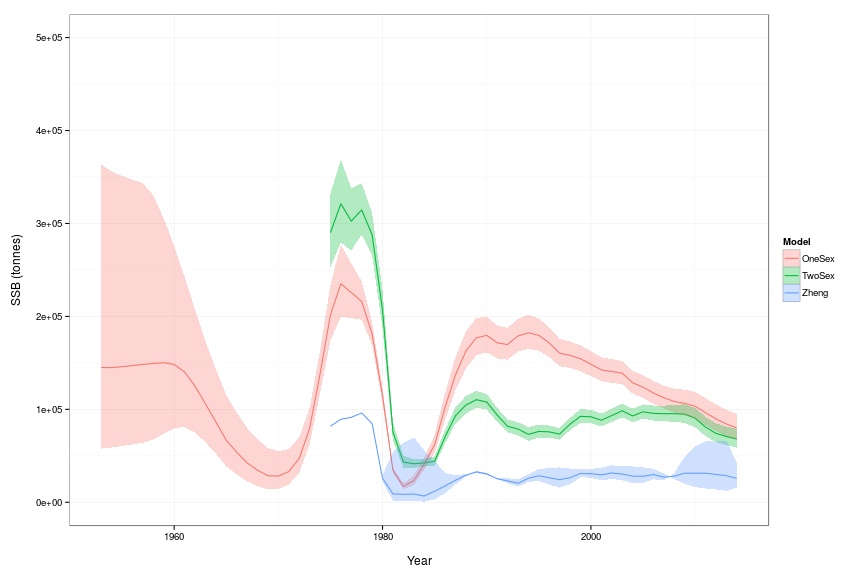 5e+05
4e+05
3e+05
2e+05
1e+05
0e+00
SSB (tonnes)
1960
1980
2000
Year
Model
OneSex
TwoSex
Zheng